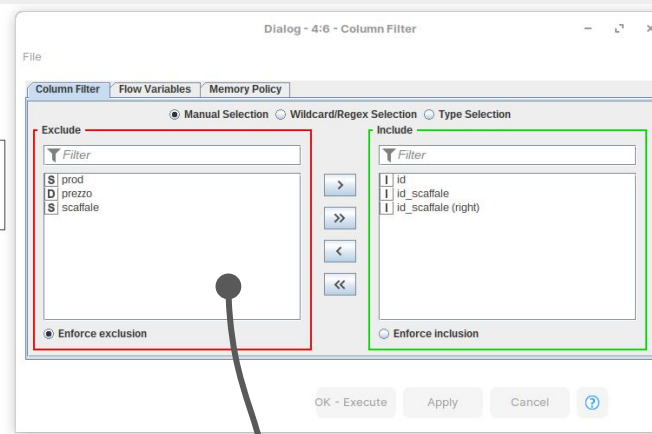 Dialog - 4:6 - Column Filter
File
Column Filter Flow Variables Memory Policy
Manual Selection Wildcard/Regex Selection Type Selection
Exclude
Include
Filter
Filter
S prod
D prezzo
S scaffale
I id
I id_scaffale
I id_scaffale (right)
>
>>
<
<<
Enforce exclusion
Enforce inclusion
OK - Execute Apply Cancel ?